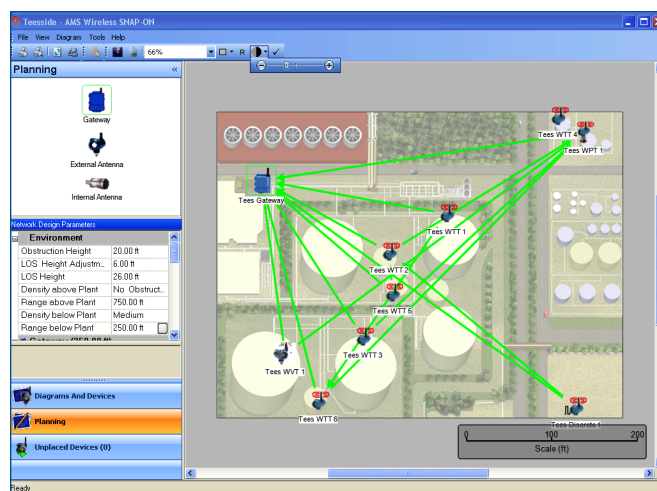 Teesside - AMS Wireless SNAP-ON
File View Diagram Tools Help
66% R
Planning «
Gateway
External Antenna
Internal Antenna
Network Design Parameters
Environment
Obstruction Height 20.00 ft
LOS Height Adjustm... 6.00 ft
LOS Height 26.00 ft
Density above Plant No Obstruct...
Range above Plant 750.00 ft
Density below Plant Medium
Range below Plant 250.00 ft
Diagrams And Devices
Planning
Unplaced Devices (0)
Ready
Tees WTT 4
Tees WPT 1
Tees Gateway
Tees WTT 1
Tees WTT 2
Tees WTT 5
Tees WTT 3
Tees WVT 1
Tees WTT 6
Tees Discrete 1
0 100 200
Scale (ft)